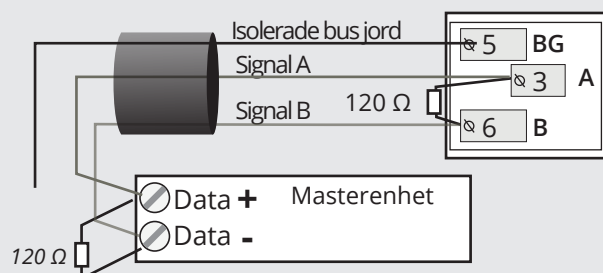 Isolerade bus jord
5 BG
Signal A
3 A
120 Ω
Signal B
6 B
Data + Masterenhet
Data -
120 Ω